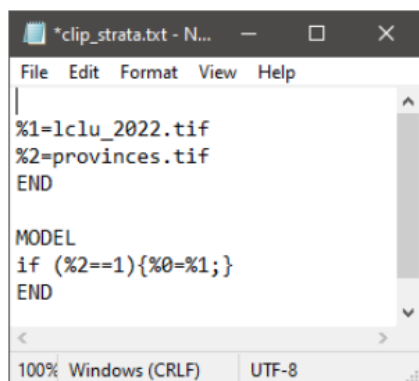 *clip_strata.txt - N...
File Edit Format View Help
%1=lclu_2022.tif
%2=provinces.tif
END
MODEL
if (%2==1){%0=%1;}
END
100% Windows (CRLF) UTF-8